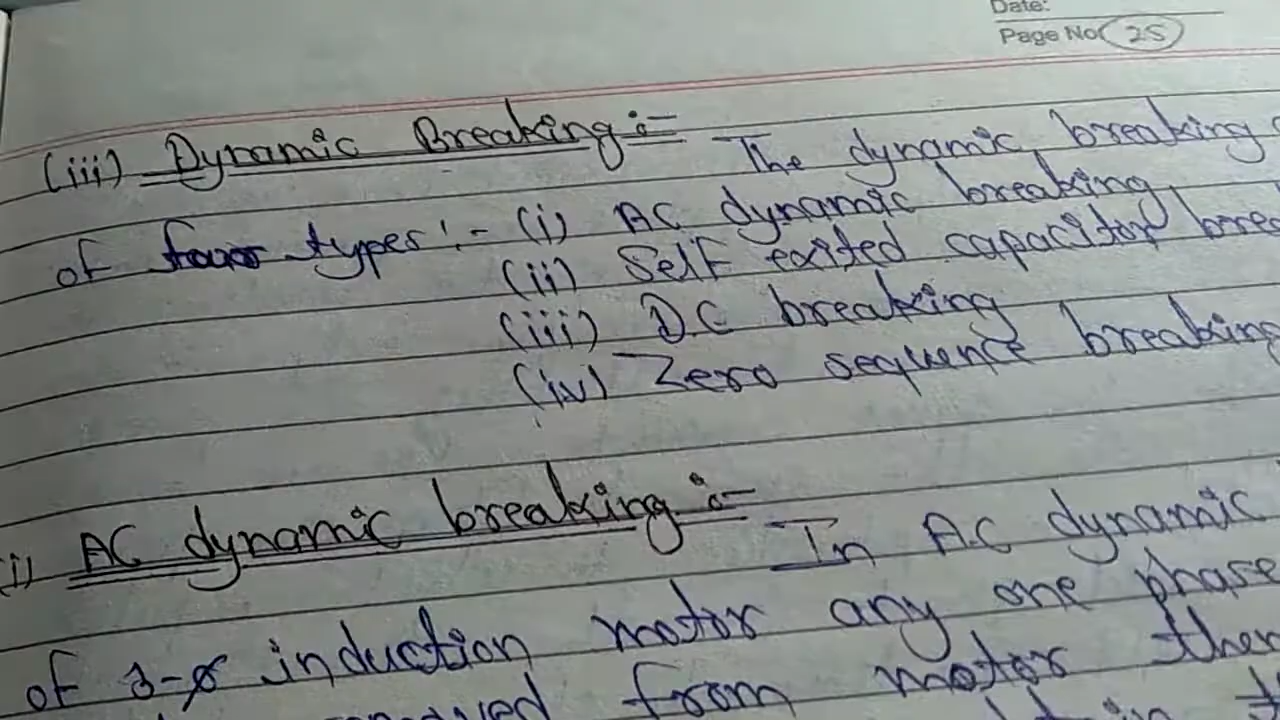 Date:
Page No 25
(iii) Dynamic Breaking :- The dynamic breaking
of four types :- (i) AC dynamic breaking
(ii) Self exited capacitor
(iii) DC breaking
(iv) Zero sequence breaking
(i) AC dynamic breaking :- In AC dynamic
of 3-φ induction motor any one phase
from motor then